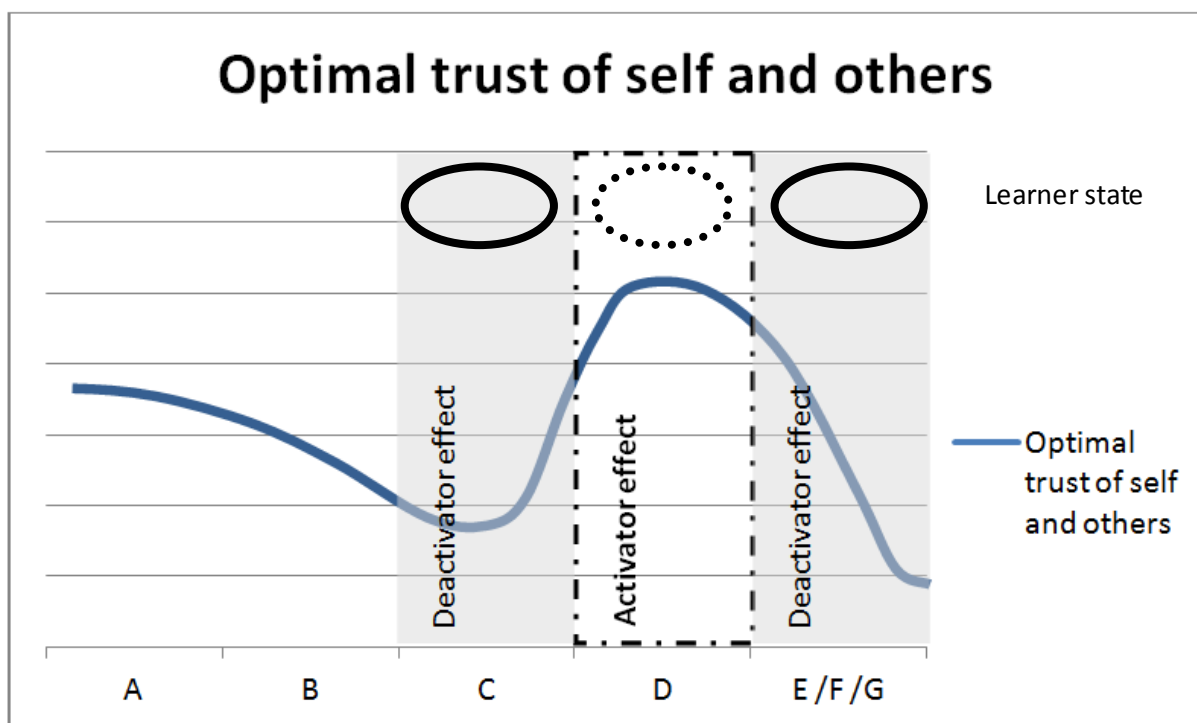 Optimal trust of self and others
Learner state
Deactivator effect
Activator effect
Deactivator effect
Optimal
trust of self
and others
A
B
C
D
E /F /G